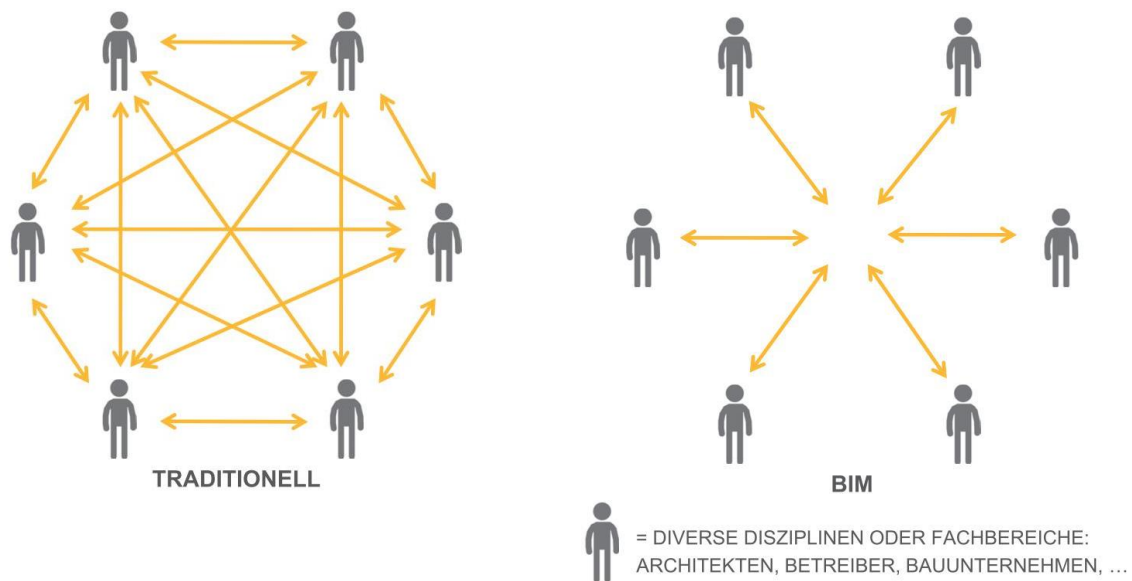 TRADITIONELL
BIM
= DIVERSE DISZIPLINEN ODER FACHBEREICHE:
ARCHITEKTEN, BETREIBER, BAUUNTERNEHMEN, …